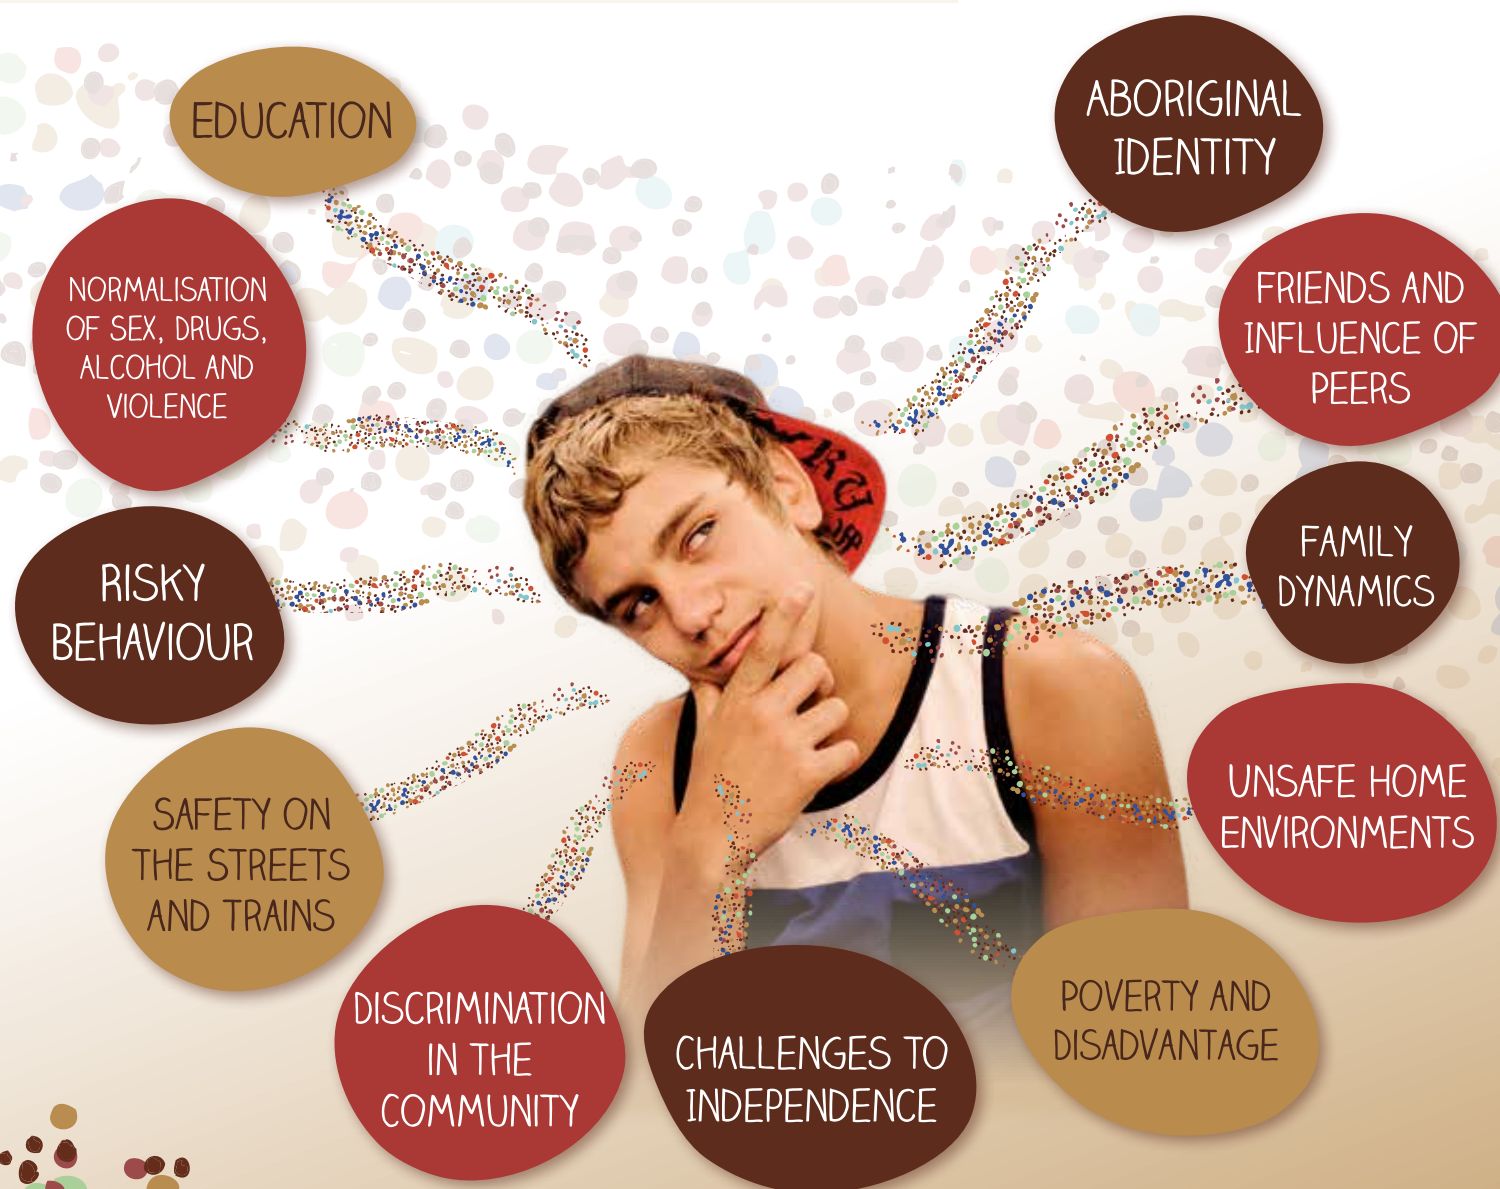 EDUCATION
ABORIGINAL
IDENTITY
NORMALISATION
OF SEX, DRUGS,
ALCOHOL AND
VIOLENCE
FRIENDS AND
INFLUENCE OF
PEERS
RISKY
BEHAVIOUR
FAMILY
DYNAMICS
SAFETY ON
THE STREETS
AND TRAINS
UNSAFE HOME
ENVIRONMENTS
DISCRIMINATION
IN THE
COMMUNITY
CHALLENGES TO
INDEPENDENCE
POVERTY AND
DISADVANTAGE